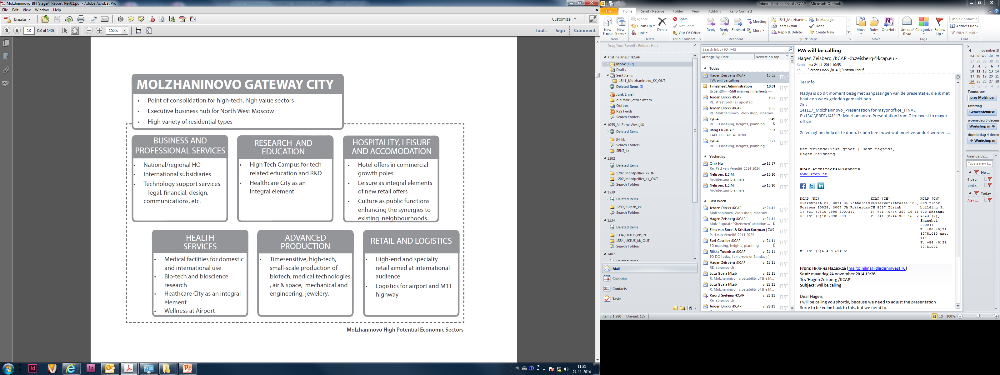 Molzhaninovo_BH_Stage4_Report_Rev01.pdf - Adobe Acrobat Pro
File Edit View Window Help
Create
Customize
13 (13 of 140) 150%
Tools Sign Comment
MOLZHANINOVO GATEWAY CITY
• Point of consolidation for high-tech, high value sectors
• Executive business hub for North West Moscow
• High variety of residential types
BUSINESS AND
PROFESSIONAL SERVICES
• National/regional HQ
• International subsidiaries
• Technology support services
– legal, financial, design,
communications, etc.
RESEARCH AND
EDUCATION
• High Tech Campus for tech
related education and R&D
• Healthcare City as an
integral element
HOSPITALITY, LEISURE
AND ACCOMODATION
• Hotel offers in commercial
growth poles.
• Leisure as integral elements
of new retail offers
• Culture as public functions
enhancing the synergies to
existing neighbourhoods.
HEALTH
SERVICES
• Medical facilities for domestic
and international use
• Bio-tech and bioscience
research
• Heathcare City as an integral
element
• Wellness at Airport
ADVANCED
PRODUCTION
• Timesensitive, high-tech,
small-scale production of
biotech, medical technologies,
, air & space, mechanical and
engineering, jewelery.
RETAIL AND LOGISTICS
• High-end and specialty
retail aimed at international
audience
• Logistics for airport and M11
highway
Molzhaninovo High Potential Economic Sectors
NL
11:21
24-11-2014
Inbox - Kristina Knauf /KCAP - Microsoft Outlook
File Home Send / Receive Folder View Add-Ins Kerio Connect
New
E-mail
New
Items
New
Ignore
Clean Up
Junk
Delete
Delete
Spam
Not Spam
Out Of Office
Kerio Connect
Reply
Reply
All
Forward
Meeting
More
Respond
1341_Molzhanin...
Team E-mail
Reply & Delete
To Manager
Done
Create New
Quick Steps
Move
Rules
OneNote
Move
Unread/
Read
Categorize
Follow
Up
Tags
Find a Contact
Address Book
Filter E-mail
Find
Drag Your Favorite Folders Here
Kristina Knauf /KCAP
Inbox (127)
Drafts
Sent Items
1341_Molzhaninovo_KK_OUT
Deleted Items (3)
Junk E-mail
old mails_office intern
Outbox
RSS Feeds
Search Folders
1055_A4 Zone West_KK
Deleted Items
IN_kk
Search Folders
SENT_kk
1202
Deleted Items
1202_Montpellier_kk_IN
1202_Montpellier_kk_OUT
Search Folders
1239
Deleted Items
1239_Bulach_kk
Search Folders
1334
Deleted Items
1334_UKTUS_kk_IN
1334_UKTUS_kk_OUT
Search Folders
1407
Deleted Items
Mail
Calendar
Contacts
Tasks
Search Inbox (Ctrl+E)
Arrange By: Date Newest on top
Today
Hagen Zeisberg /KCAP 10:53
FW: will be calling
TimeSheet Administration 10:01
Urgent!!!-----Still missing Timesheets----...
Jeroen Dirckx /KCAP 9:55
RE: street profiles updated
Jeroen Dirckx /KCAP 9:55
RE: Molzhaninovo; Workshop; Moscow
Ky6-A 9:49
Re: 3D massing, heights, planning
Bang Fu /KCAP 9:37
CAKE FOR ALL AT 16:00
Ky6-A 9:21
Re: 3D massing, heights, planning
Yesterday
Onix Nu zo 18:57
Re: Pact van Venetië 2014-2024
Nelissen, E.S.M. zo 15:10
Architectuur biënnale
Nelissen, E.S.M. zo 15:10
Architectuur biënnale
Last Week
Jeroen Dirckx /KCAP vr 21-11
Molzhaninovo; Workshop; Moscow
Hagen Zeisberg /KCAP vr 21-11
Molz / update `Shenzhen` ambition ...
Elma van Boxel & Kristian Koreman | ZUS
Pact van Venetië 2014-2024
Svet Gavrilov /KCAP vr 21-11
3D massing, heights, planning
Riikka Tuomisto /KCAP vr 21-11
TO DO today, tomorrow or Sunday ;-)
Hagen Zeisberg /KCAP vr 21-11
RE: abramovich
Luca Guala MLab vr 21-11
R: Molzhaninivo - crossability of the M...
Luca Guala MLab vr 21-11
R: Molzhaninivo - crossability of the M...
Ruurd Gietema /KCAP vr 21-11
Re: abramovich
Jeroen Dirckx /KCAP vr 21-11
Re: abramovich
FW: will be calling
Hagen Zeisberg /KCAP <h.zeisberg@kcap.eu>
Sent: ma 24-11-2014 10:53
To: 'Jeroen Dirckx /KCAP'; 'Kristina Knauf'
Ter info
Nadya is op dit moment bezig met aanpassingen van de presentatie, die ik met
haat een week geleden gemaakt heb.
Zie:
141117_Molzhaninovo_Presentation for mayor office_FINAL
F:\1341\PRES\141117_Molzhaninovo_Presentation from Gleninvest to mayor
office
Ze vraagt om hulp dit te doen. Ik ben benieuwd wat moet verandert worden ...
Met vriendelijke groet | Best regards,
Hagen Zeisberg
KCAP Architects&Planners
www.kcap.eu
KCAP [NL]
Piekstraat 27, 3071 EL Rotterdam
Postbus 50528, 3007 JA Rotterdam
T: +31 (0)10 7890 300/342
F: +31 (0)10 7890 309
KCAP [CH]
Wasserwerkstrasse 129,
CH 8037 Zürich
T: +41 (0)44 350 16 51
F: +41 (0)44 350 16 52
KCAP [CN]
3rd floor
building 3,
600 Shaanxi
Road (N),
Shanghai
200041
T: +86 (0)21
60751010 ext.
111
F: +86 (0)21
60751001
M: +31 (0)6 433 614 51
From: Нилина Надежда [mailto:nilina@gledeninvest.ru]
Sent: maandag 24 november 2014 10:26
To: 'Hagen Zeisberg /KCAP'
Subject: will be calling
Dear Hagen,
I will be calling you shortly, because we need to adjust the presentation
Sorry to be going back to this, but we need to.
november 20
ma di wo do vr
27 28 29 30 31
3 4 5 6 7
10 11 12 13 14
17 18 19 20 21
24 25 26 27 28
1 2 3 4 5
Tomorrow
pres Molzh part
zaterdag
Gemeentemuseu
woensdag 3 decem
Workshop m
donderdag 4 decem
Workshop m
Arrange By:...
Type a new t...
No ...
4 dag...
pint s...
Today
Aleks...
Items: 1.990 Unread: 127
100%